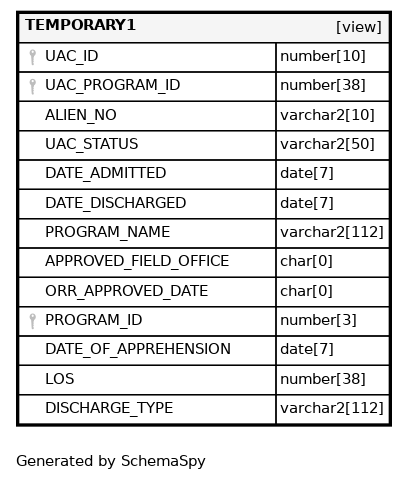 TEMPORARY1 [view]
UAC_ID number[10]
UAC_PROGRAM_ID number[38]
ALIEN_NO varchar2[10]
UAC_STATUS varchar2[50]
DATE_ADMITTED date[7]
DATE_DISCHARGED date[7]
PROGRAM_NAME varchar2[112]
APPROVED_FIELD_OFFICE char[0]
ORR_APPROVED_DATE char[0]
PROGRAM_ID number[3]
DATE_OF_APPREHENSION date[7]
LOS number[38]
DISCHARGE_TYPE varchar2[112]
Generated by SchemaSpy